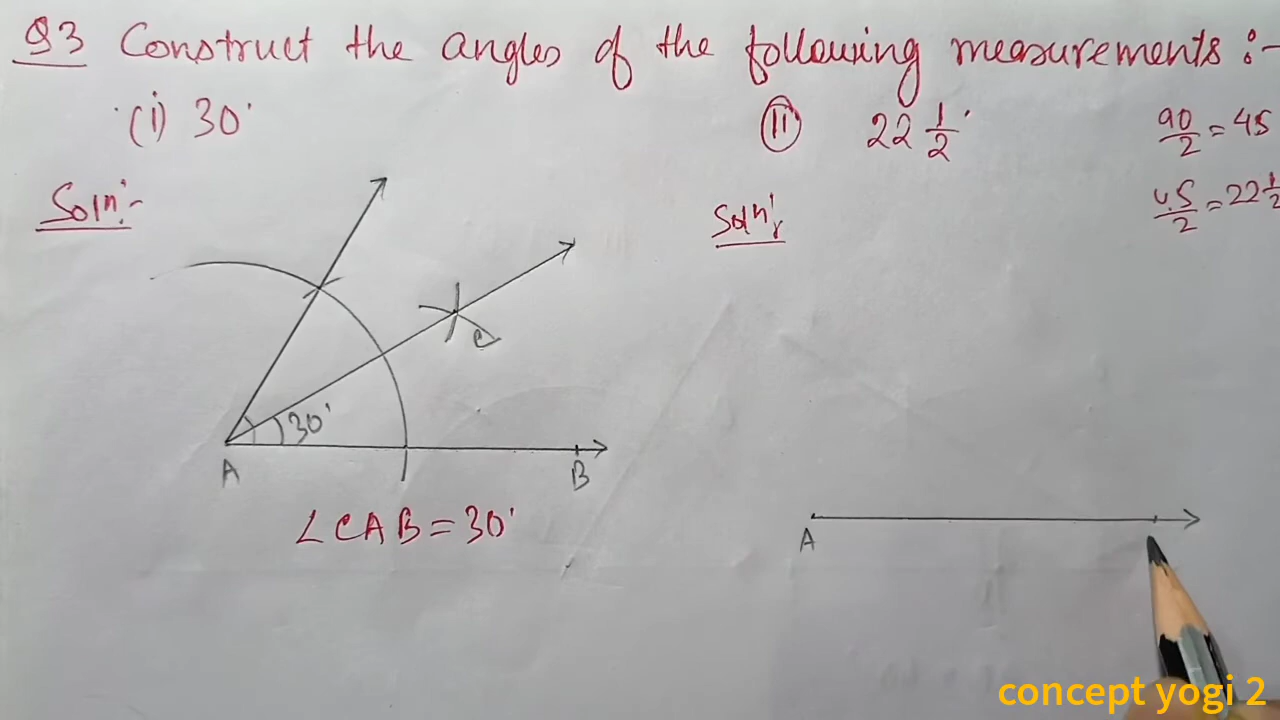 Q3 Construct the angles of the following measurements :-
(i) 30°
(II) 22 1/2°
90/2 = 45
45/2 = 22 1/2
Soln:-
Soln:
C
30°
A B
∠CAB = 30°
A
concept yogi 2